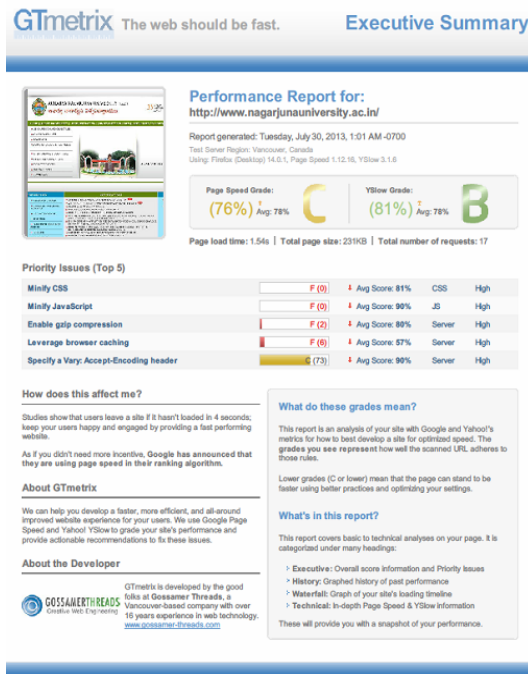 GTmetrix The web should be fast. Executive Summary
Performance Report for:
http://www.nagarjunauniversity.ac.in/
Report generated: Tuesday, July 30, 2013, 1:01 AM -0700
Test Server Region: Vancouver, Canada
Using: Firefox (Desktop) 14.0.1, Page Speed 1.12.16, YSlow 3.1.6
Page Speed Grade:
(76%) Avg: 78% C
YSlow Grade:
(81%) Avg: 78% B
Page load time: 1.54s | Total page size: 231KB | Total number of requests: 17
Priority Issues (Top 5)
Minify CSS F (0) Avg Score: 81% CSS High
Minify JavaScript F (0) Avg Score: 90% JS High
Enable gzip compression F (2) Avg Score: 80% Server High
Leverage browser caching F (6) Avg Score: 57% Server High
Specify a Vary: Accept-Encoding header C (73) Avg Score: 90% Server High
How does this affect me?
Studies show that users leave a site if it hasn't loaded in 4 seconds;
keep your users happy and engaged by providing a fast performing
website.
As if you didn't need more incentive, Google has announced that
they are using page speed in their ranking algorithm.
About GTmetrix
We can help you develop a faster, more efficient, and all-around
improved website experience for your users. We use Google Page
Speed and Yahoo! YSlow to grade your site's performance and
provide actionable recommendations to fix these issues.
About the Developer
GOSSAMERTHREADS
Creative Web Engineering
GTmetrix is developed by the good
folks at Gossamer Threads, a
Vancouver-based company with over
16 years experience in web technology.
www.gossamer-threads.com
What do these grades mean?
This report is an analysis of your site with Google and Yahoo!'s
metrics for how to best develop a site for optimized speed. The
grades you see represent how well the scanned URL adheres to
those rules.
Lower grades (C or lower) mean that the page can stand to be
faster using better practices and optimizing your settings.
What's in this report?
This report covers basic to technical analyses on your page. It is
categorized under many headings:
Executive: Overall score information and Priority Issues
History: Graphed history of past performance
Waterfall: Graph of your site's loading timeline
Technical: In-depth Page Speed & YSlow information
These will provide you with a snapshot of your performance.